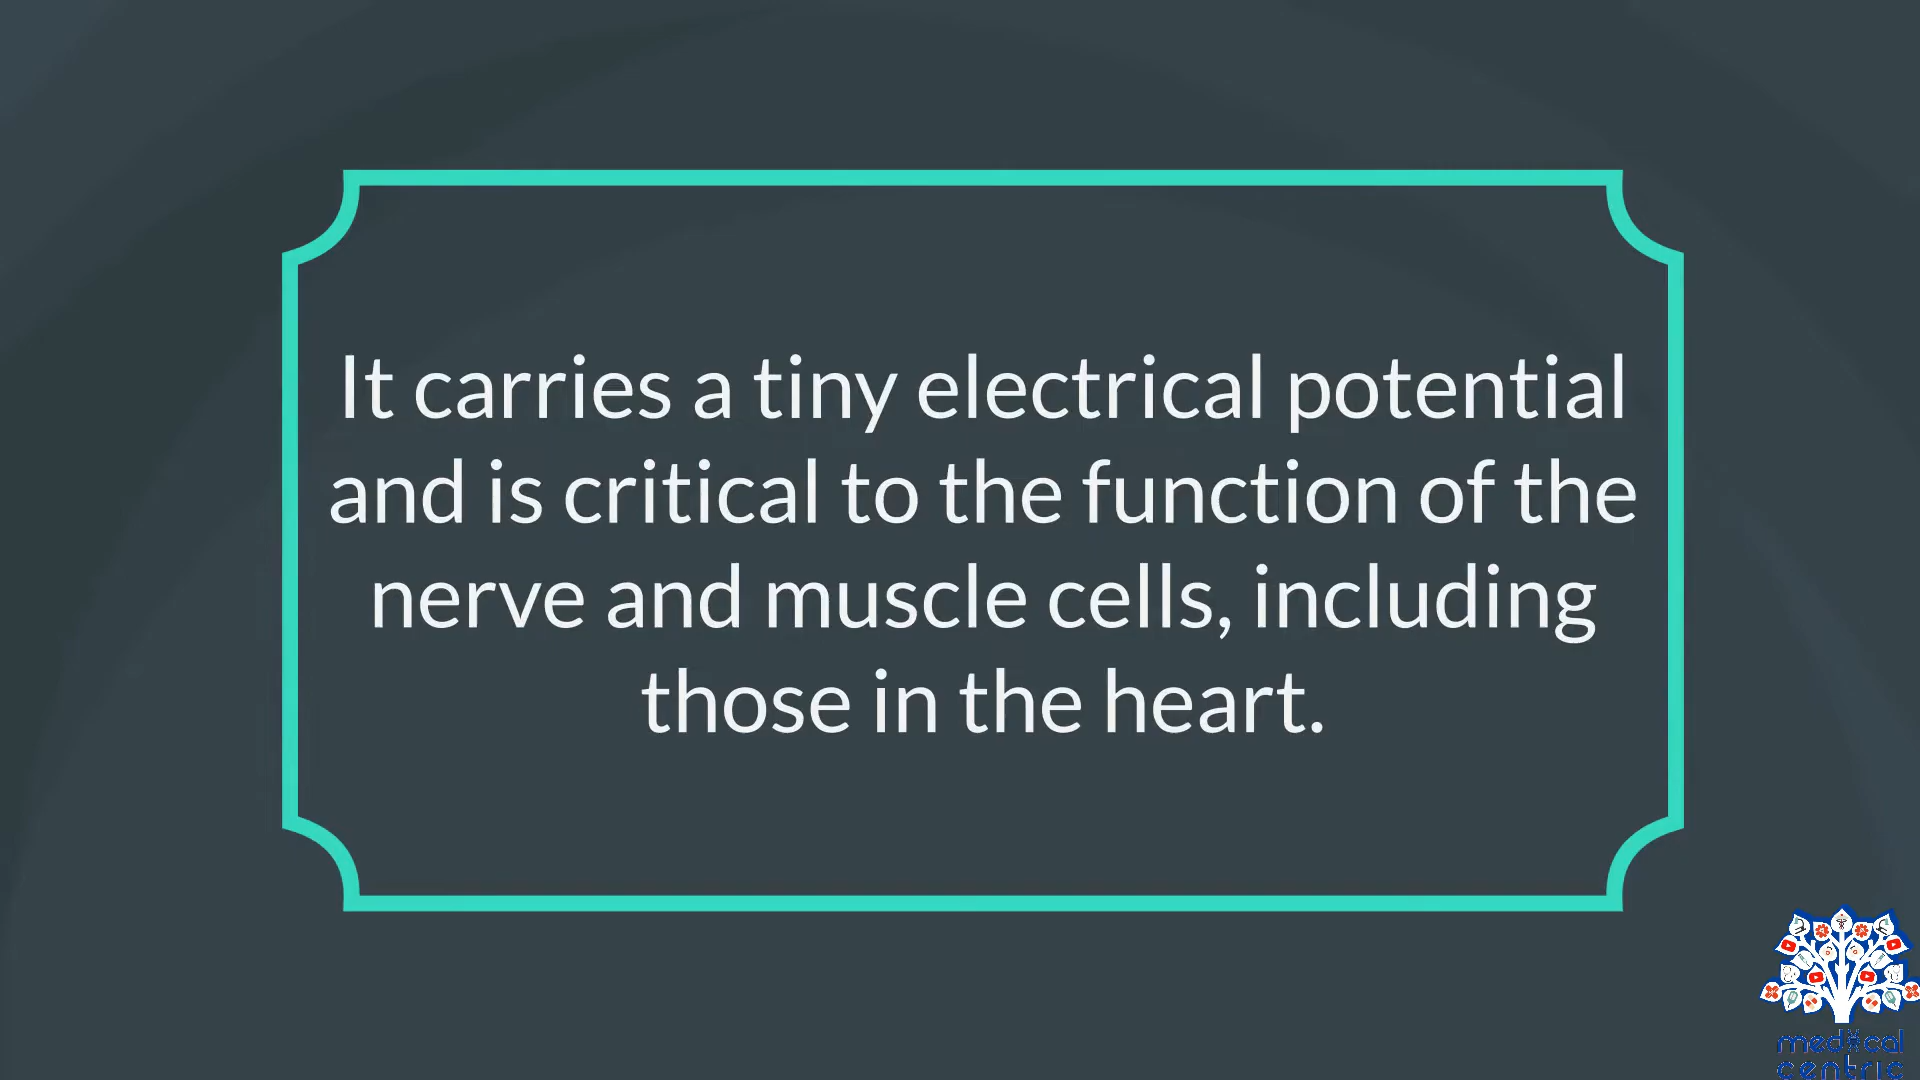 It carries a tiny electrical potential
and is critical to the function of the
nerve and muscle cells, including
those in the heart.
medical
centric